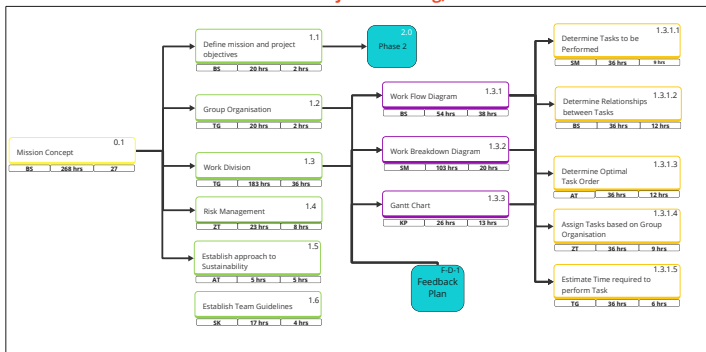 0.1
Mission Concept
BS 268 hrs 27
1.1
Define mission and project
objectives
BS 20 hrs 2 hrs
1.2
Group Organisation
TG 20 hrs 2 hrs
1.3
Work Division
TG 183 hrs 36 hrs
1.4
Risk Management
ZT 23 hrs 8 hrs
1.5
Establish approach to
Sustainability
AT 5 hrs 5 hrs
1.6
Establish Team Guidelines
SK 17 hrs 4 hrs
2.0
Phase 2
1.3.1
Work Flow Diagram
BS 54 hrs 38 hrs
1.3.2
Work Breakdown Diagram
SM 103 hrs 20 hrs
1.3.3
Gantt Chart
KP 26 hrs 13 hrs
F-D-1
Feedback
Plan
1.3.1.1
Determine Tasks to be
Performed
SM 36 hrs 9 hrs
1.3.1.2
Determine Relationships
between Tasks
BS 36 hrs 12 hrs
1.3.1.3
Determine Optimal
Task Order
AT 36 hrs 12 hrs
1.3.1.4
Assign Tasks based on Group
Organisation
ZT 36 hrs 9 hrs
1.3.1.5
Estimate Time required to
perform Task
TG 36 hrs 6 hrs